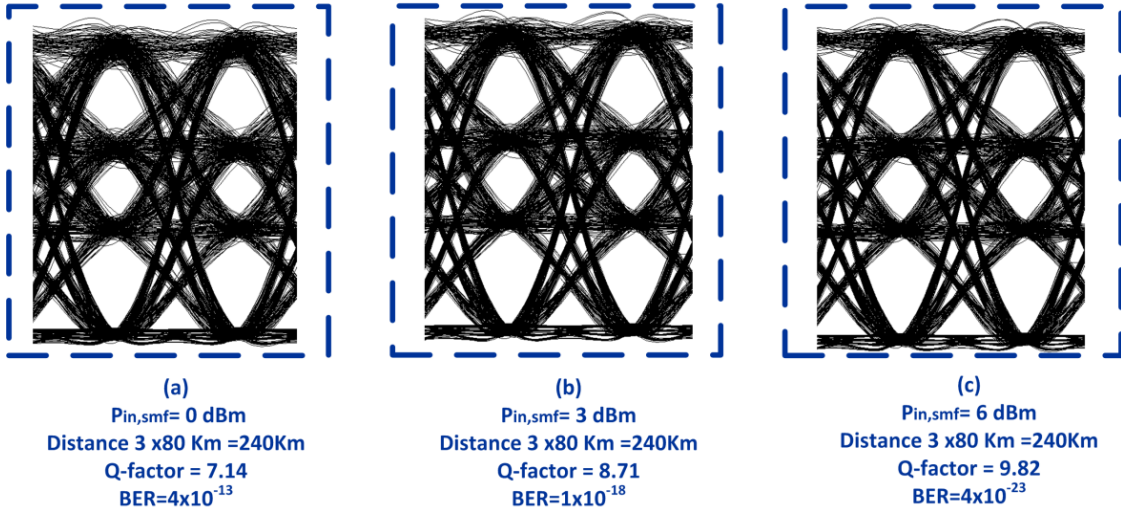 (a)
Pin,smf= 0 dBm
Distance 3 x80 Km =240Km
Q-factor = 7.14
BER=4x10⁻¹³
(b)
Pin,smf= 3 dBm
Distance 3 x80 Km =240Km
Q-factor = 8.71
BER=1x10⁻¹⁸
(c)
Pin,smf= 6 dBm
Distance 3 x80 Km =240Km
Q-factor = 9.82
BER=4x10⁻²³